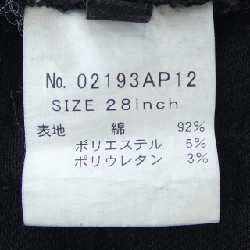 No. 02193AP12
SIZE 28inch
表地 綿 92%
ポリエステル 5%
ポリウレタン 3%